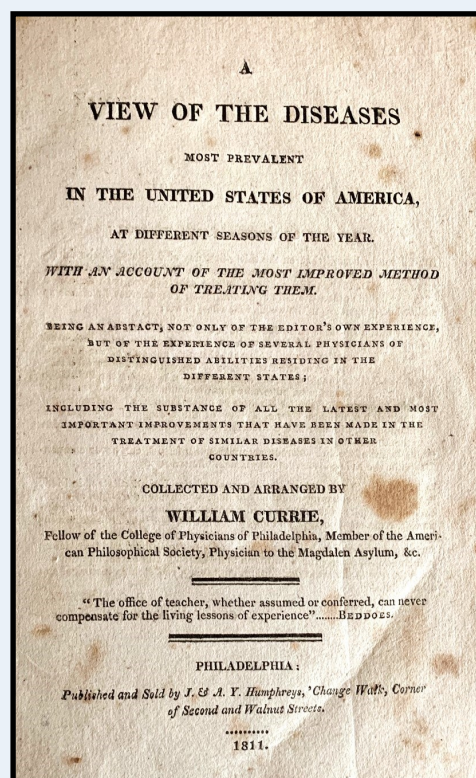 A
VIEW OF THE DISEASES
MOST PREVALENT
IN THE UNITED STATES OF AMERICA,
AT DIFFERENT SEASONS OF THE YEAR.
WITH AN ACCOUNT OF THE MOST IMPROVED METHOD
OF TREATING THEM.
BEING AN ABSTACT, NOT ONLY OF THE EDITOR'S OWN EXPERIENCE,
BUT OF THE EXPERIENCE OF SEVERAL PHYSICIANS OF
DISTINGUISHED ABILITIES RESIDING IN THE
DIFFERENT STATES;
INCLUDING THE SUBSTANCE OF ALL THE LATEST AND MOST
IMPORTANT IMPROVEMENTS THAT HAVE BEEN MADE IN THE
TREATMENT OF SIMILAR DISEASES IN OTHER
COUNTRIES.
COLLECTED AND ARRANGED BY
WILLIAM CURRIE,
Fellow of the College of Physicians of Philadelphia, Member of the Ameri-
can Philosophical Society, Physician to the Magdalen Asylum, &c.
"The office of teacher, whether assumed or conferred, can never
compensate for the living lessons of experience"........BEDDOES.
PHILADELPHIA:
Published and Sold by J. & A. Y. Humphreys, 'Change Walk, Corner
of Second and Walnut Streets.
..........
1811.